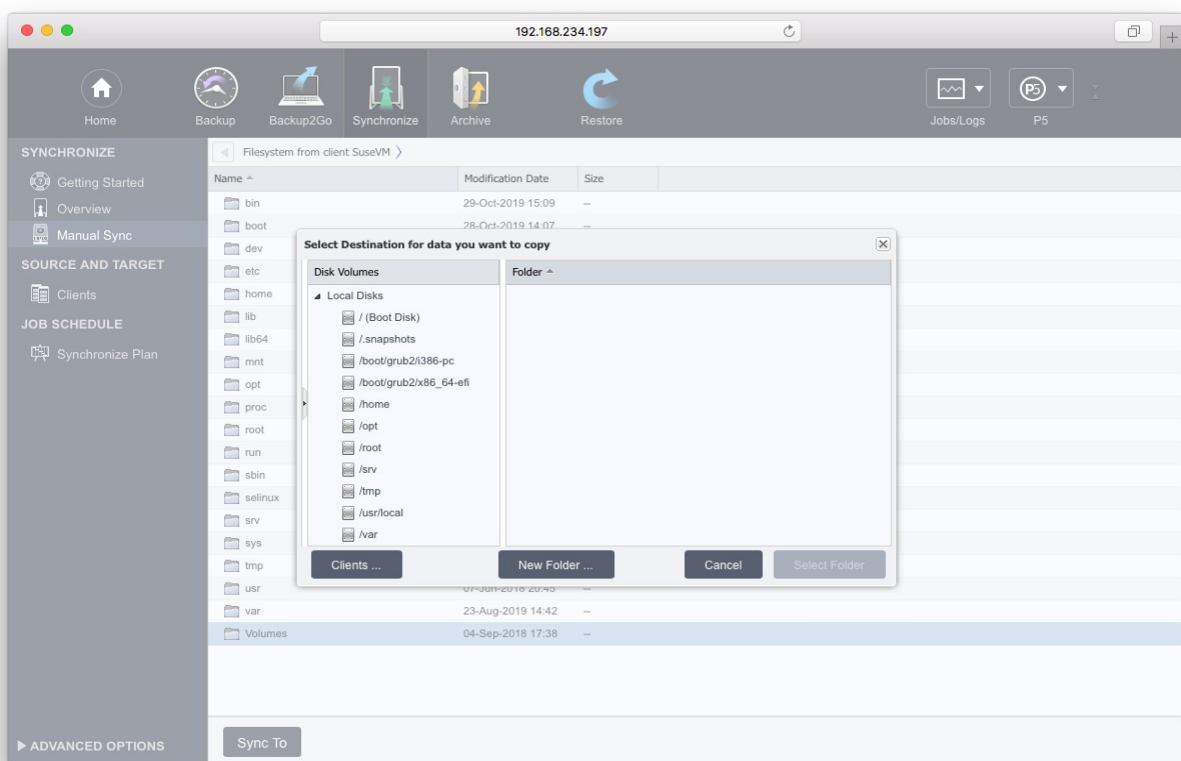 192.168.234.197
Home
Backup
Backup2Go
Synchronize
Archive
Restore
Jobs/Logs
P5
P5
SYNCHRONIZE
Getting Started
Overview
Manual Sync
SOURCE AND TARGET
Clients
JOB SCHEDULE
Synchronize Plan
ADVANCED OPTIONS
Filesystem from client SuseVM
Name Modification Date Size
bin 29-Oct-2019 15:09 --
boot 28-Oct-2019 14:07 --
dev
etc
home
lib
lib64
mnt
opt
proc
root
run
sbin
selinux
srv
sys
tmp
usr 07-Jun-2018 20:45 --
var 23-Aug-2019 14:42 --
Volumes 04-Sep-2018 17:38 --
Sync To
Select Destination for data you want to copy
Disk Volumes
Folder
Local Disks
/ (Boot Disk)
/.snapshots
/boot/grub2/i386-pc
/boot/grub2/x86_64-efi
/home
/opt
/root
/srv
/tmp
/usr/local
/var
Clients ...
New Folder ...
Cancel
Select Folder